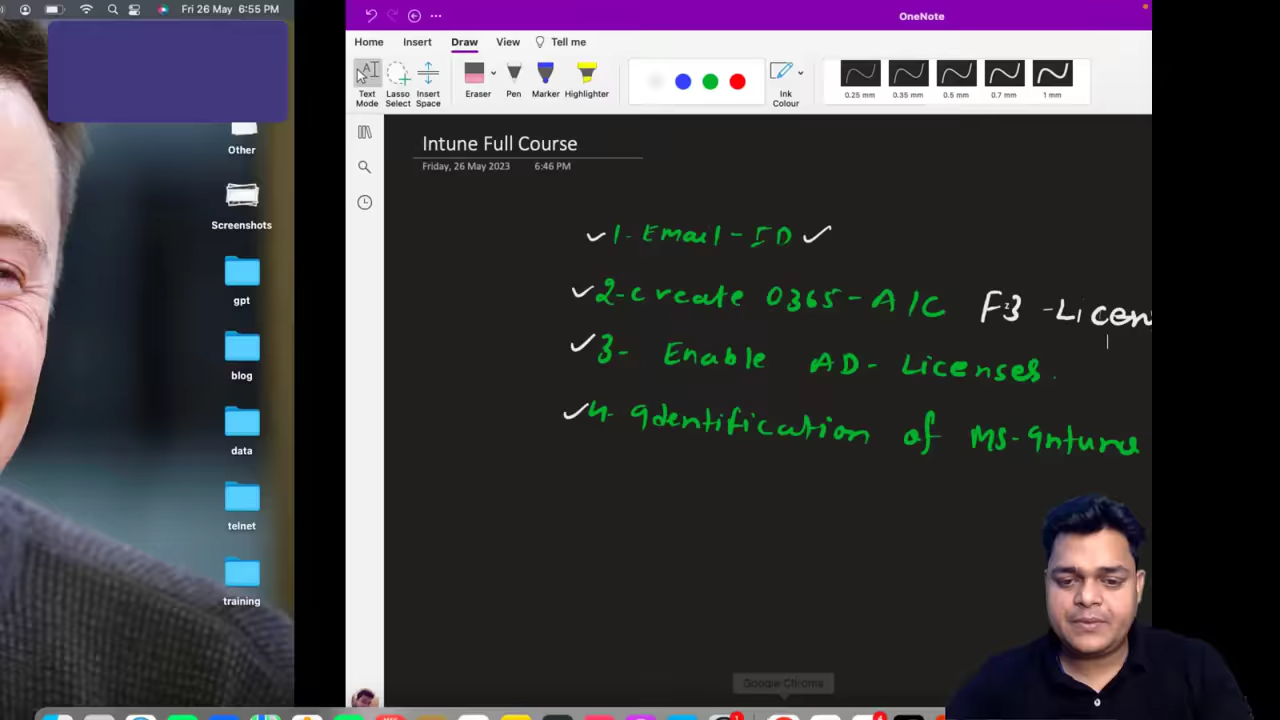 Fri 26 May 6:55 PM
OneNote
Home Insert Draw View Tell me
Text Mode
Lasso Select
Insert Space
Eraser
Pen
Marker
Highlighter
Ink Colour
0.25 mm 0.35 mm 0.5 mm 0.7 mm 1 mm
Other
Screenshots
gpt
blog
data
telnet
training
Intune Full Course
Friday, 26 May 2023 6:46 PM
1- Email-ID
2-create O365-A/C F3 -Licen
3- Enable AD- Licenses.
4- Identification of MS-Intune
Google Chrome